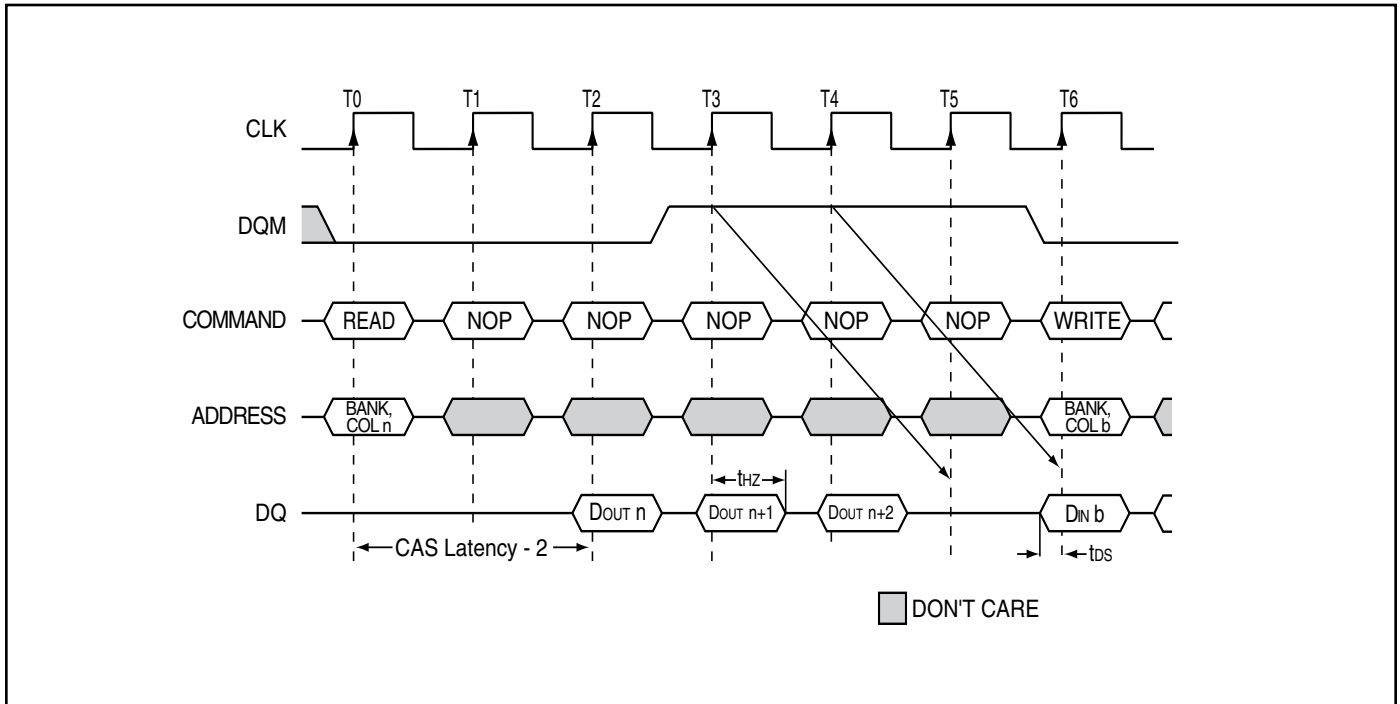 T0 T1 T2 T3 T4 T5 T6
CLK
DQM
COMMAND READ NOP NOP NOP NOP NOP WRITE
ADDRESS BANK, COL n BANK, COL b
tHZ
DQ DOUT n DOUT n+1 DOUT n+2 DIN b
CAS Latency - 2 tDS
DON'T CARE